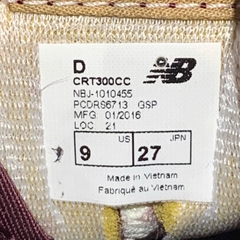 D
CRT300CC
NB
NBJ-1010455
PCDRS6713 GSP
MFG 01/2016
LOC 21
US JPN
9 27
Made in Vietnam
Fabriqué au Vietnam